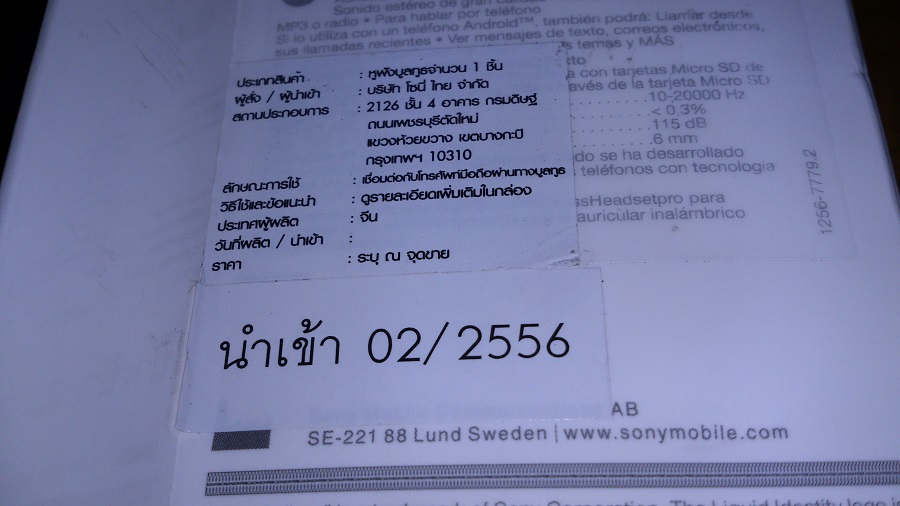 Sonido estéreo de gran
MP3 o radio • Para hablar por teléfono
Si lo utiliza con un teléfono Android™, también podrá: Llamar desde
sus llamadas recientes • Ver mensajes de texto, correos electrónicos,
temas y MÁS
ประเภทสินค้า : หูฟังบลูทูธจำนวน 1 ชิ้น
ผู้สั่ง / ผู้นำเข้า : บริษัท โซนี่ ไทย จำกัด
สถานประกอบการ : 2126 ชั้น 4 อาคาร กรมดิษฐ์
ถนนเพชรบุรีตัดใหม่
แขวงห้วยขวาง เขตบางกะปิ
กรุงเทพฯ 10310
ลักษณะการใช้ : เชื่อมต่อกับโทรศัพท์มือถือผ่านทางบลูทูธ
วิธีใช้และข้อแนะนำ : ดูรายละเอียดเพิ่มเติมในกล่อง
ประเทศผู้ผลิต : จีน
วันที่ผลิต / นำเข้า :
ราคา : ระบุ ณ จุดขาย
a con tarjetas Micro SD de
avés de la tarjeta Micro SD
10-20000 Hz
< 0,3%
115 dB
6 mm
do se ha desarrollado
teléfonos con tecnología
ssHeadsetpro para
auricular inalámbrico
1256-7779.2
นำเข้า 02/2556
AB
SE-221 88 Lund Sweden | www.sonymobile.com
of Sony Corporation. The Liquid Identity logo is